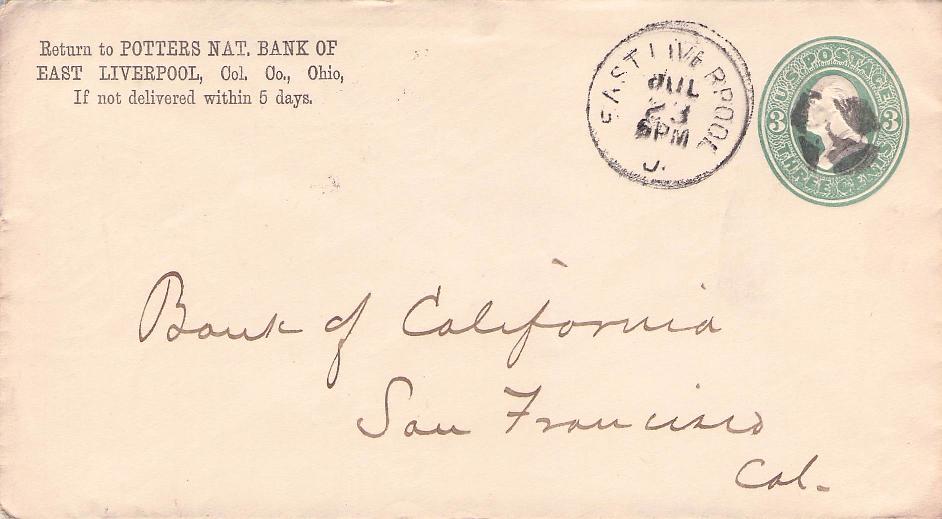 Return to POTTERS NAT. BANK OF
EAST LIVERPOOL, Col. Co., Ohio,
If not delivered within 5 days.
EAST LIVERPOOL
JUL
23
6PM
O.
U.S. POSTAGE
3 3
THREE CENTS
Bank of California
San Francisco
Cal.